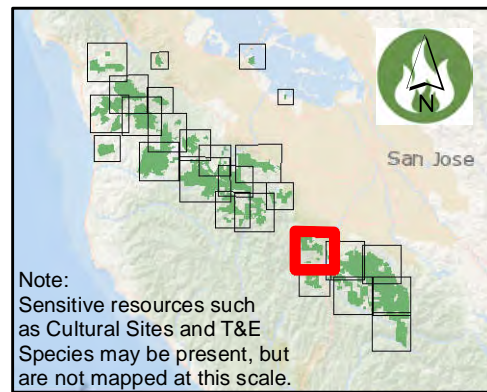 N
San Jose
Note:
Sensitive resources such
as Cultural Sites and T&E
Species may be present, but
are not mapped at this scale.